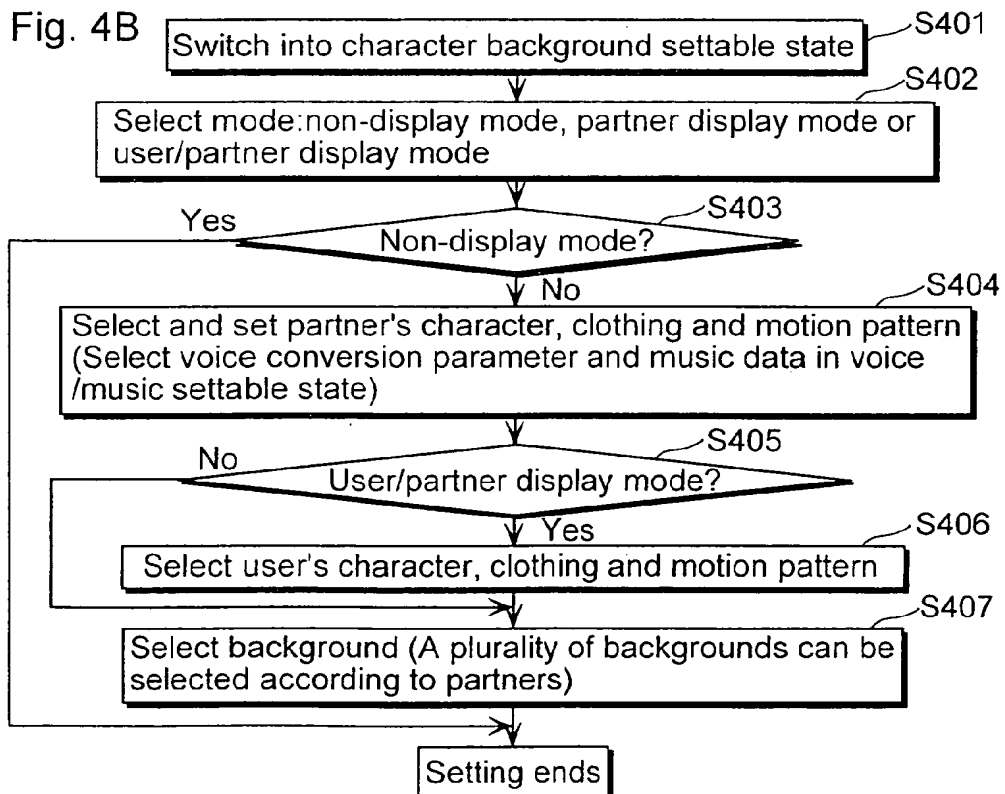 Fig. 4B
Switch into character background settable state
S401
S402
Select mode:non-display mode, partner display mode or
user/partner display mode
S403
Yes
Non-display mode?
No
S404
Select and set partner's character, clothing and motion pattern
(Select voice conversion parameter and music data in voice
/music settable state)
S405
No
User/partner display mode?
Yes
S406
Select user's character, clothing and motion pattern
S407
Select background (A plurality of backgrounds can be
selected according to partners)
Setting ends